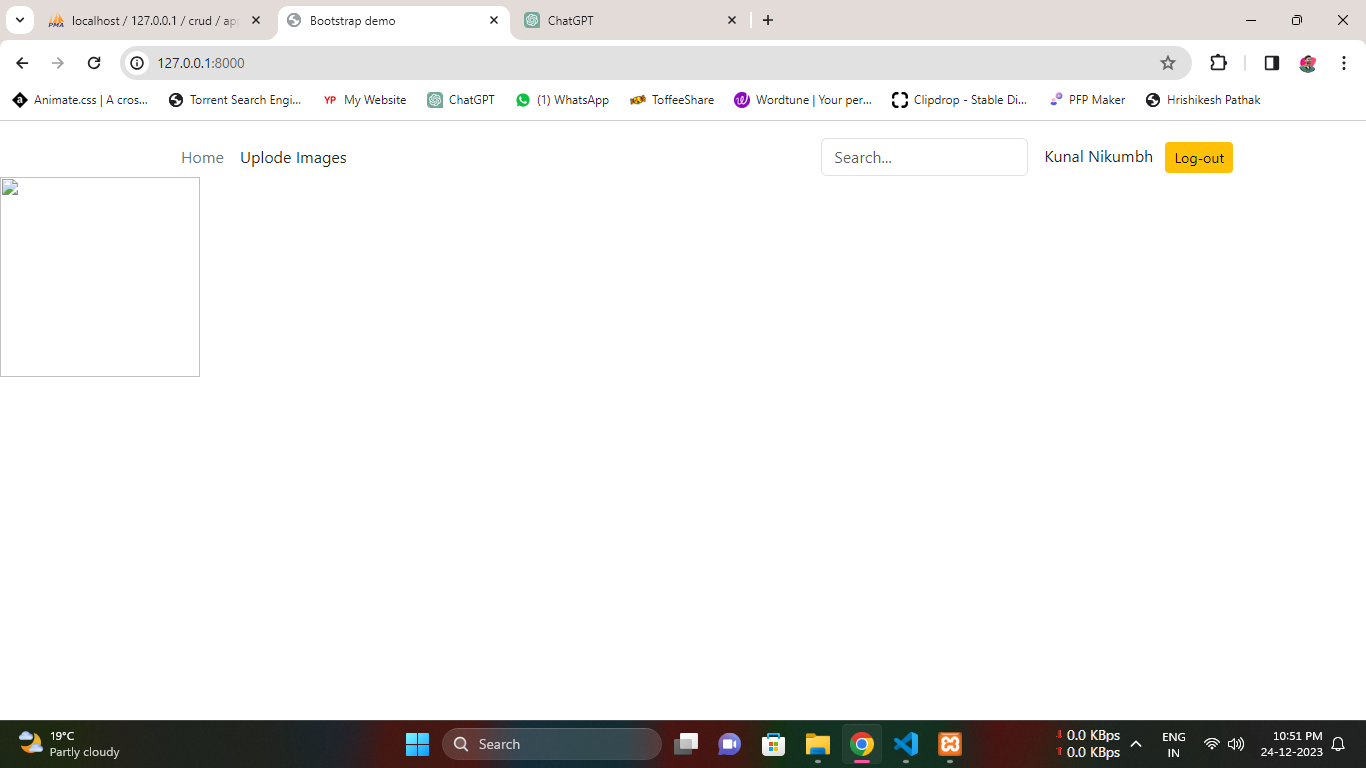 PMA localhost / 127.0.0.1 / crud / app
Bootstrap demo
ChatGPT
127.0.0.1:8000
Animate.css | A cros...
Torrent Search Engi...
YP My Website
ChatGPT
(1) WhatsApp
ToffeeShare
Wordtune | Your per...
Clipdrop - Stable Di...
PFP Maker
Hrishikesh Pathak
Home
Uplode Images
Search...
Kunal Nikumbh
Log-out
19°C
Partly cloudy
Search
0.0 KBps
0.0 KBps
ENG
IN
10:51 PM
24-12-2023